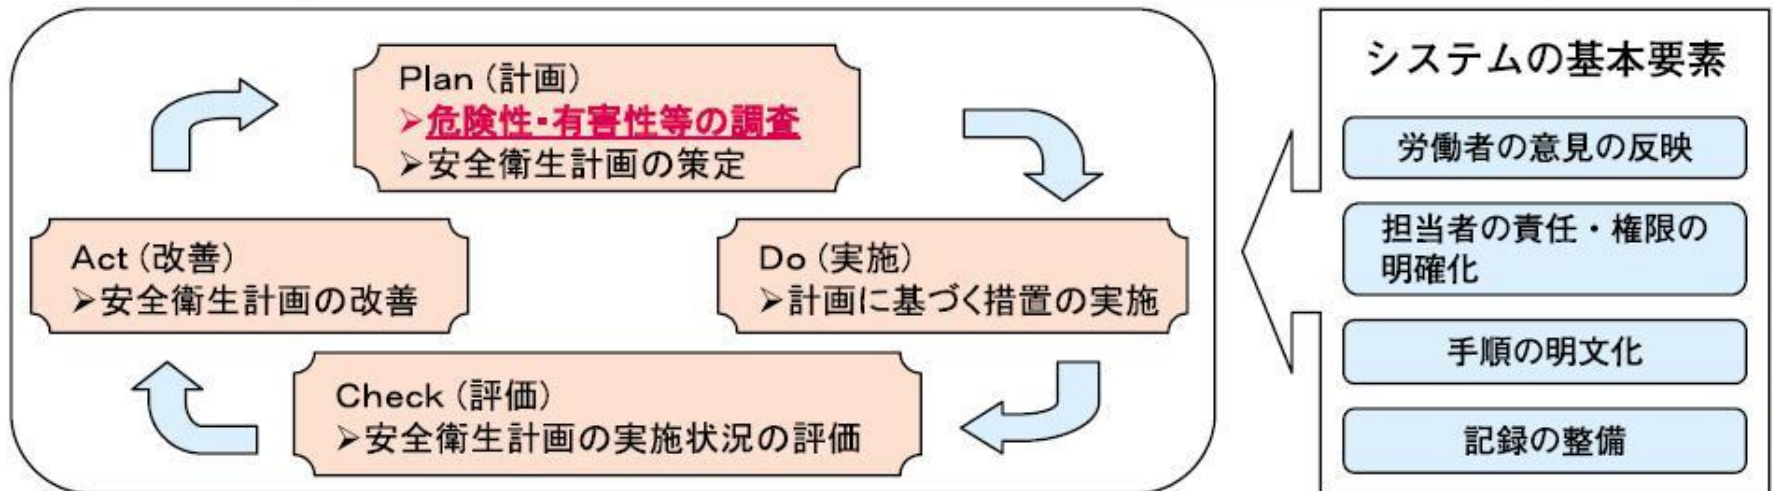 Plan (計画)
➢危険性・有害性等の調査
➢安全衛生計画の策定
Do (実施)
➢計画に基づく措置の実施
Check (評価)
➢安全衛生計画の実施状況の評価
Act (改善)
➢安全衛生計画の改善
システムの基本要素
労働者の意見の反映
担当者の責任・権限の
明確化
手順の明文化
記録の整備